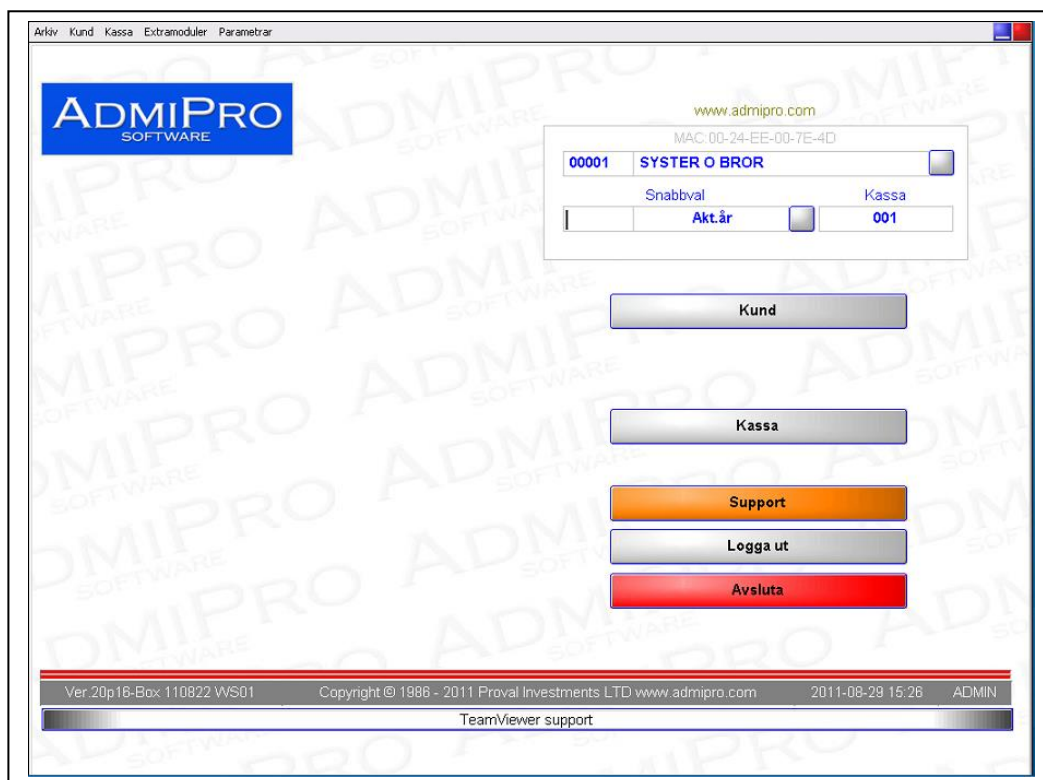 Arkiv Kund Kassa Extramoduler Parametrar
ADMIPRO
SOFTWARE
www.admipro.com
MAC:00-24-EE-00-7E-4D
00001 SYSTER O BROR
Snabbval Kassa
Akt.år 001
Kund
Kassa
Support
Logga ut
Avsluta
Ver.20p16-Box 110822 WS01 Copyright © 1986 - 2011 Proval Investments LTD www.admipro.com 2011-08-29 15:26 ADMIN
TeamViewer support